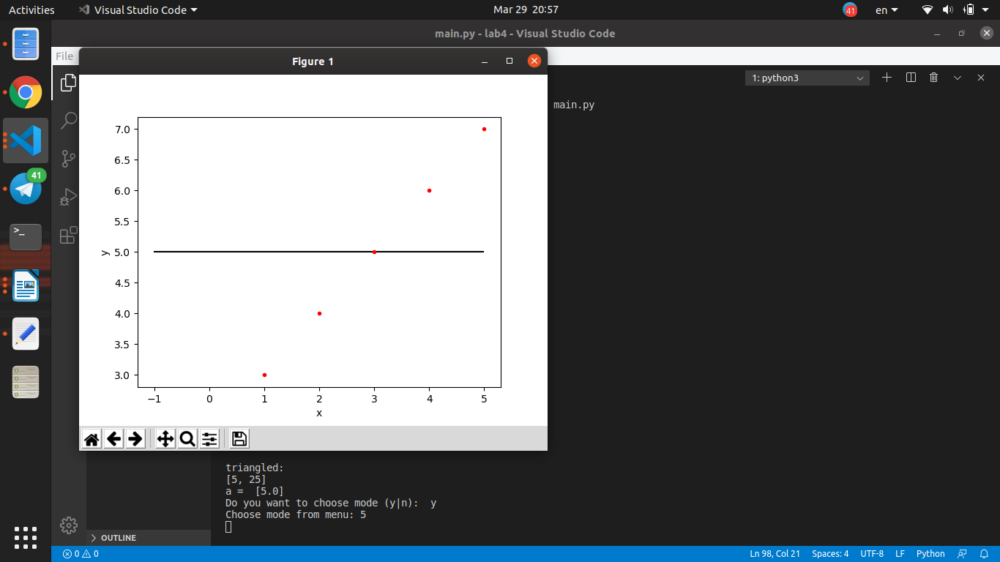 Activities
Visual Studio Code
Mar 29 20:57
41
en
main.py - lab4 - Visual Studio Code
File
Figure 1
1: python3
main.py
41
>_
7.0
6.5
6.0
5.5
5.0
4.5
4.0
3.5
3.0
y
−1 0 1 2 3 4 5
x
triangled:
[5, 25]
a =  [5.0]
Do you want to choose mode (y|n):  y
Choose mode from menu: 5
OUTLINE
0 0
Ln 98, Col 21
Spaces: 4
UTF-8
LF
Python